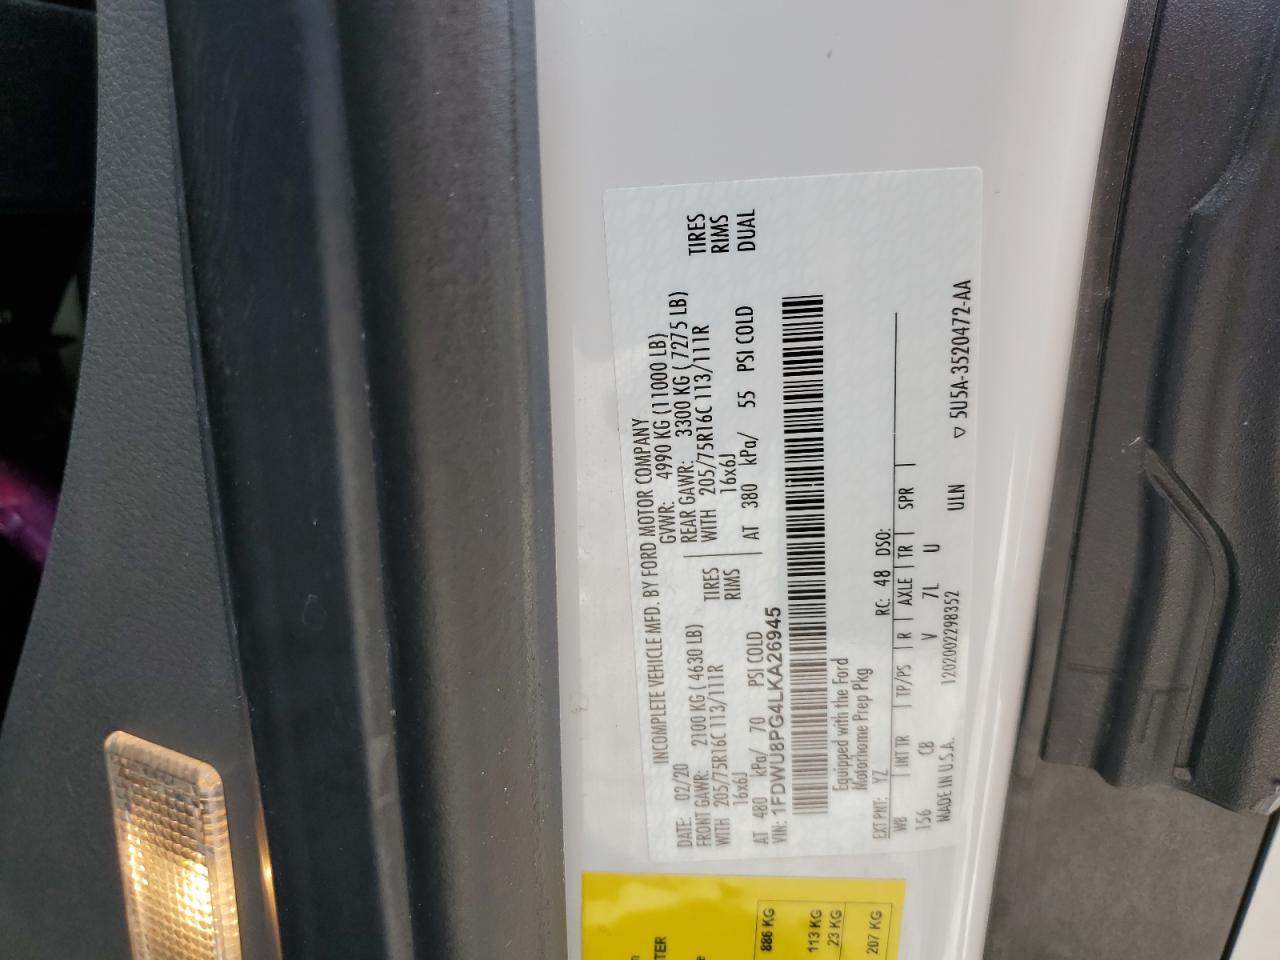 INCOMPLETE VEHICLE MFD. BY FORD MOTOR COMPANY
DATE: 02/20 GVWR: 4990 KG (11000 LB)
FRONT GAWR: 2100 KG ( 4630 LB) REAR GAWR: 3300 KG ( 7275 LB)
WITH 205/75R16C 113/111R TIRES WITH 205/75R16C 113/111R TIRES
16x6J RIMS 16x6J RIMS
AT 480 kPa/ 70 PSI COLD AT 380 kPa/ 55 PSI COLD DUAL
VIN: 1FDWU8PG4LKA26945
Equipped with the Ford
Motorhome Prep Pkg
EXT PNT: YZ RC: 48 DSO:
WB INT TR TP/PS R AXLE TR SPR
156 CB V 7L U
MADE IN U.S.A. 1202002298352 ULN ▽ 5U5A-3520472-AA
TER
886 KG
113 KG
23 KG
207 KG